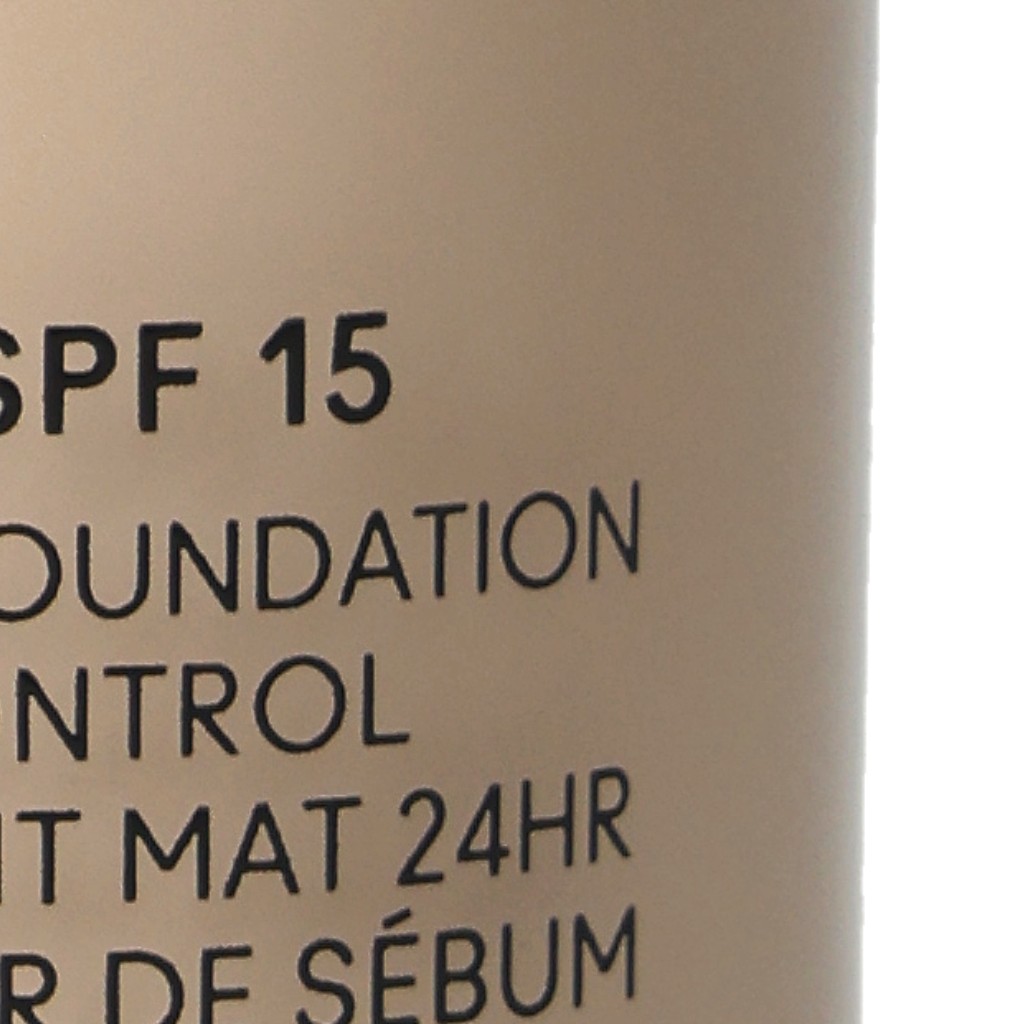 SPF 15
OUNDATION
NTROL
IT MAT 24HR
R DE SÉBUM